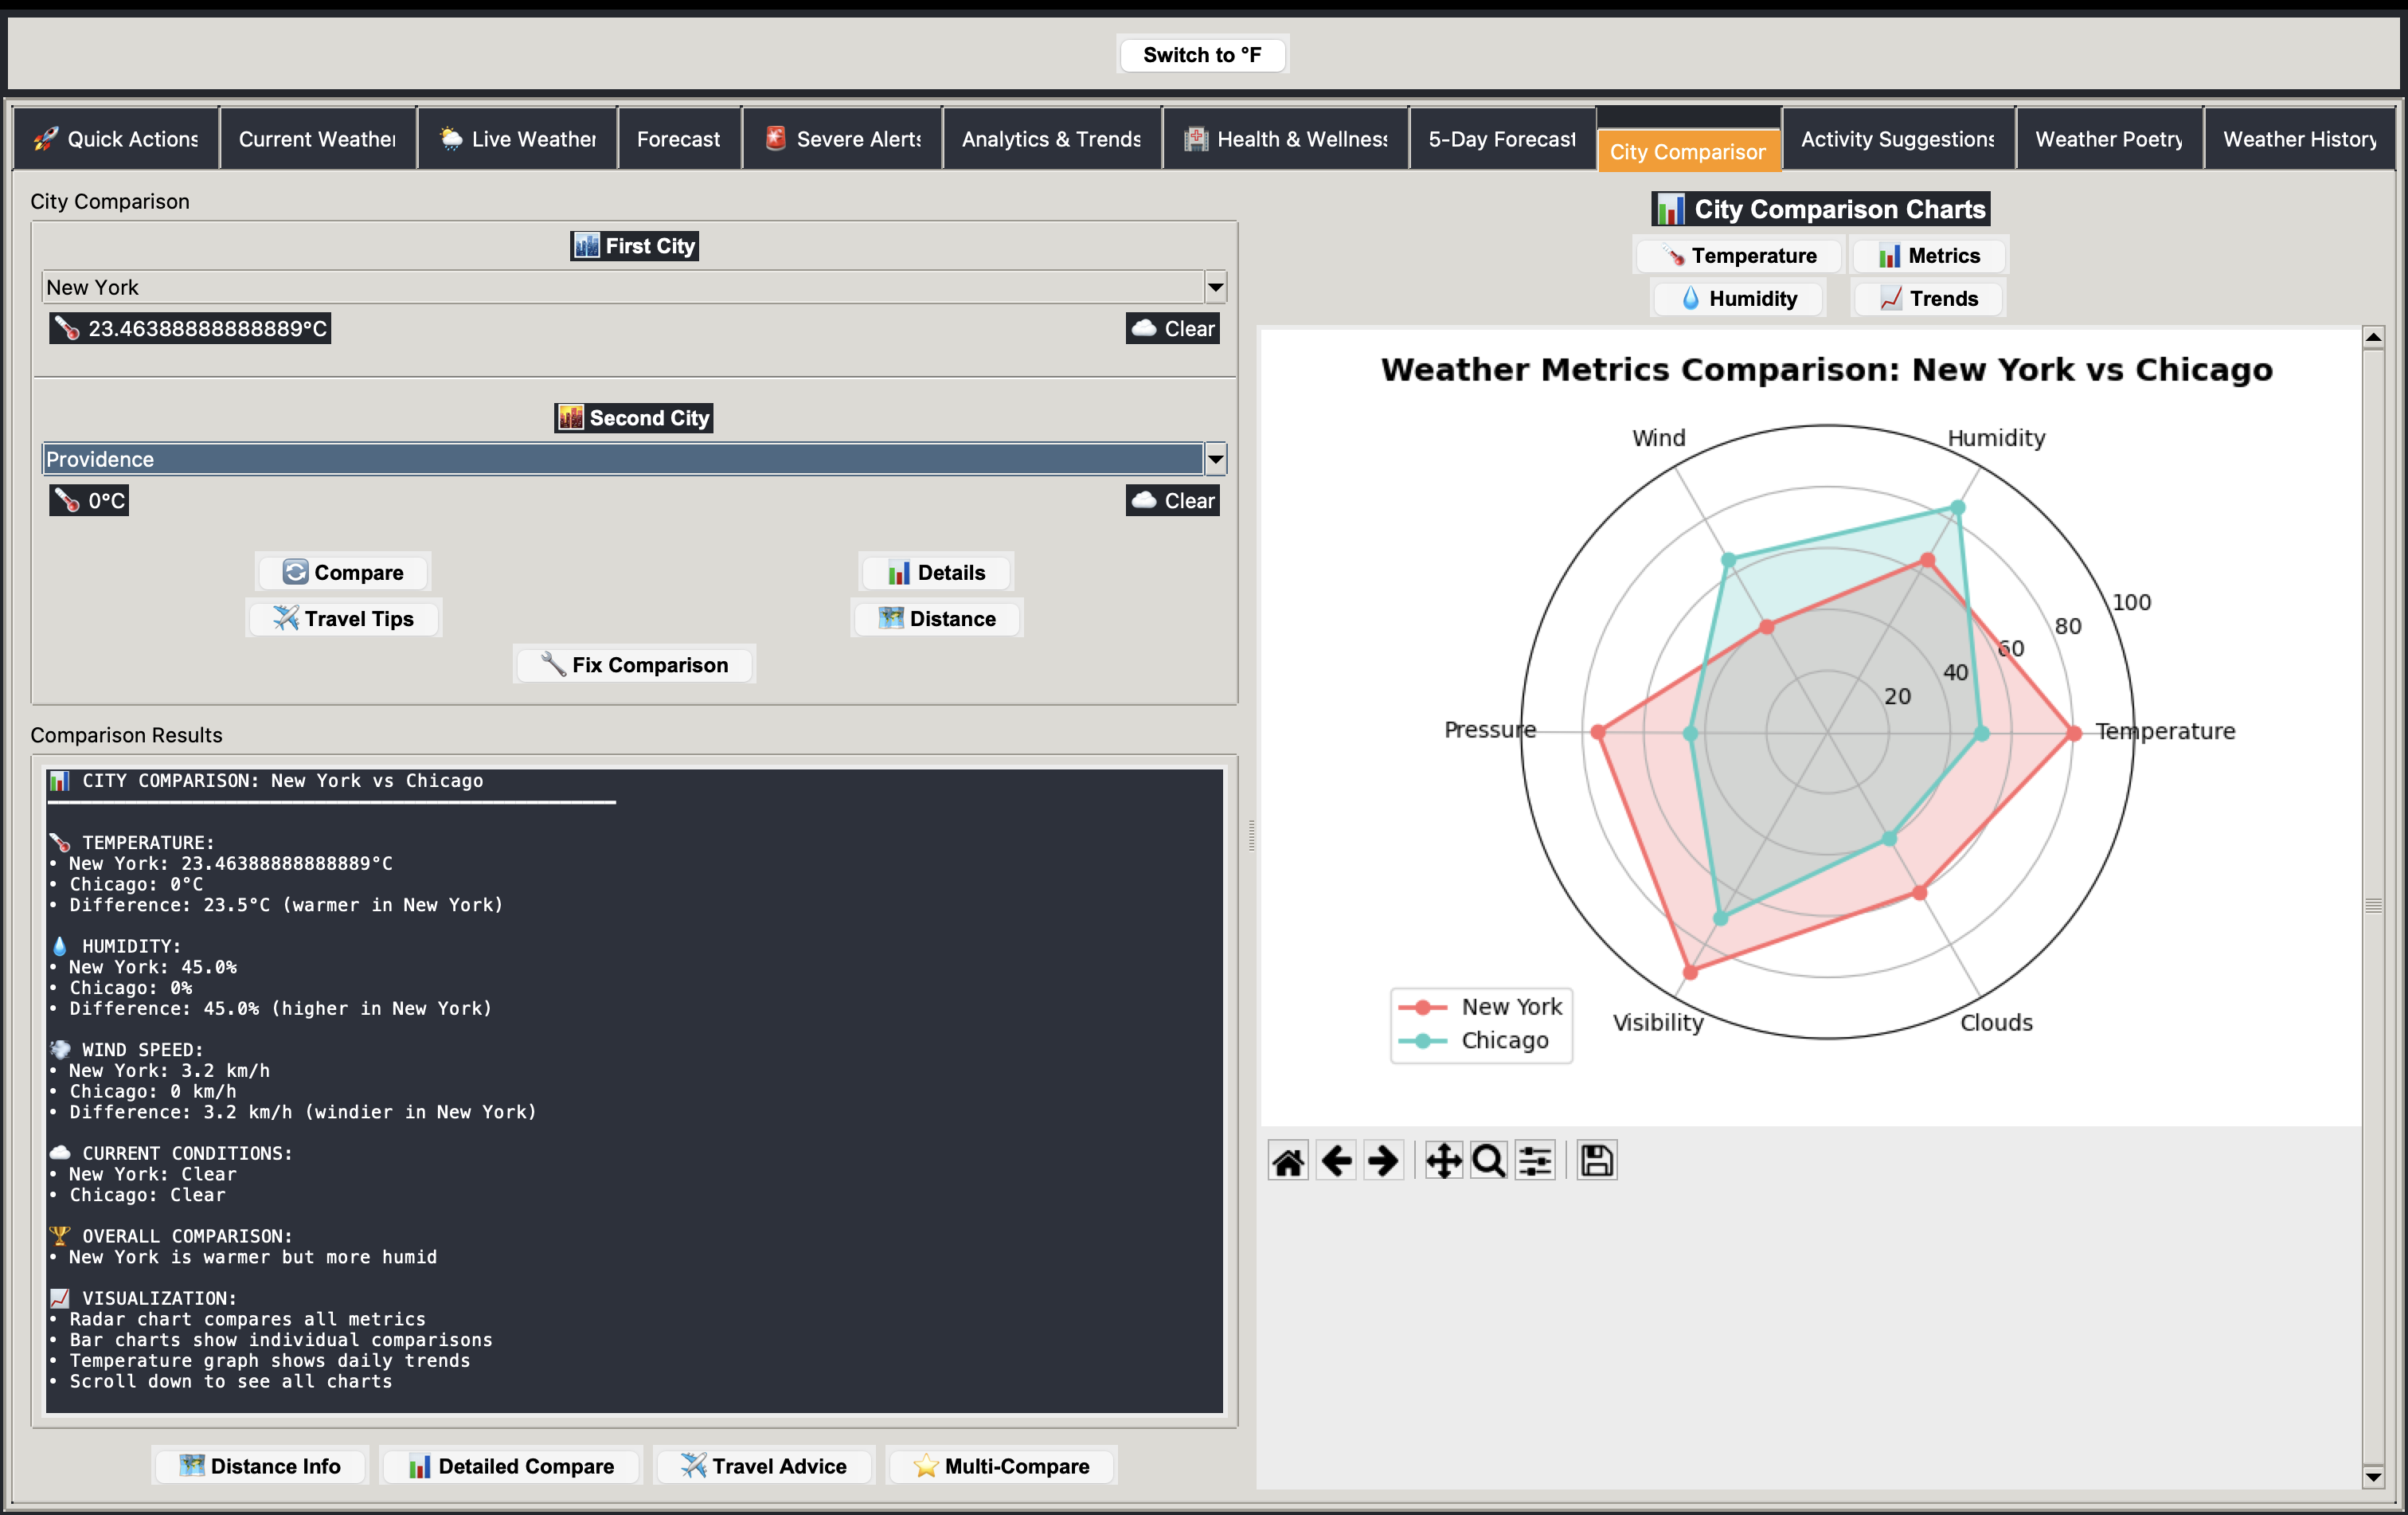 Switch to °F
Quick Actions
Current Weather
Live Weather
Forecast
Severe Alerts
Analytics & Trends
Health & Wellness
5-Day Forecast
City Comparison
Activity Suggestions
Weather Poetry
Weather History
City Comparison
First City
New York
23.46388888888889°C
Clear
Second City
Providence
0°C
Clear
Compare
Details
Travel Tips
Distance
Fix Comparison
Comparison Results
CITY COMPARISON: New York vs Chicago
TEMPERATURE:
• New York: 23.46388888888889°C
• Chicago: 0°C
• Difference: 23.5°C (warmer in New York)
HUMIDITY:
• New York: 45.0%
• Chicago: 0%
• Difference: 45.0% (higher in New York)
WIND SPEED:
• New York: 3.2 km/h
• Chicago: 0 km/h
• Difference: 3.2 km/h (windier in New York)
CURRENT CONDITIONS:
• New York: Clear
• Chicago: Clear
OVERALL COMPARISON:
• New York is warmer but more humid
VISUALIZATION:
• Radar chart compares all metrics
• Bar charts show individual comparisons
• Temperature graph shows daily trends
• Scroll down to see all charts
Distance Info
Detailed Compare
Travel Advice
Multi-Compare
City Comparison Charts
Temperature
Metrics
Humidity
Trends
Weather Metrics Comparison: New York vs Chicago
Wind
Humidity
100
80
60
40
20
Pressure
Temperature
Visibility
Clouds
New York
Chicago